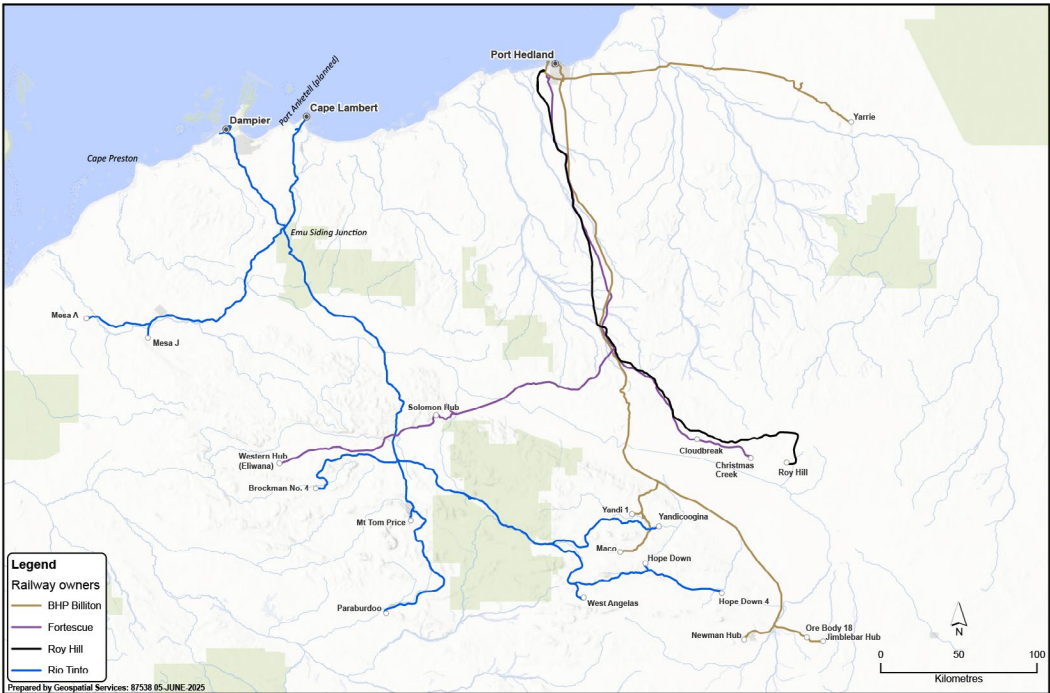 Port Hedland
Port Anketell (planned)
Cape Lambert
Dampier
Yarrie
Cape Preston
Emu Siding Junction
Mesa A
Mesa J
Solomon Hub
Western Hub
(Eliwana)
Cloudbreak
Christmas
Creek
Roy Hill
Brockman No. 4
Mt Tom Price
Yandi 1
Yandicoogina
Maco
Hope Down
Paraburdoo
West Angelas
Hope Down 4
Newman Hub
Ore Body 18
Jimblebar Hub
Legend
Railway owners
BHP Billiton
Fortescue
Roy Hill
Rio Tinto
N
0 50 100
Kilometres
Prepared by Geospatial Services: 87538 05-JUNE-2025